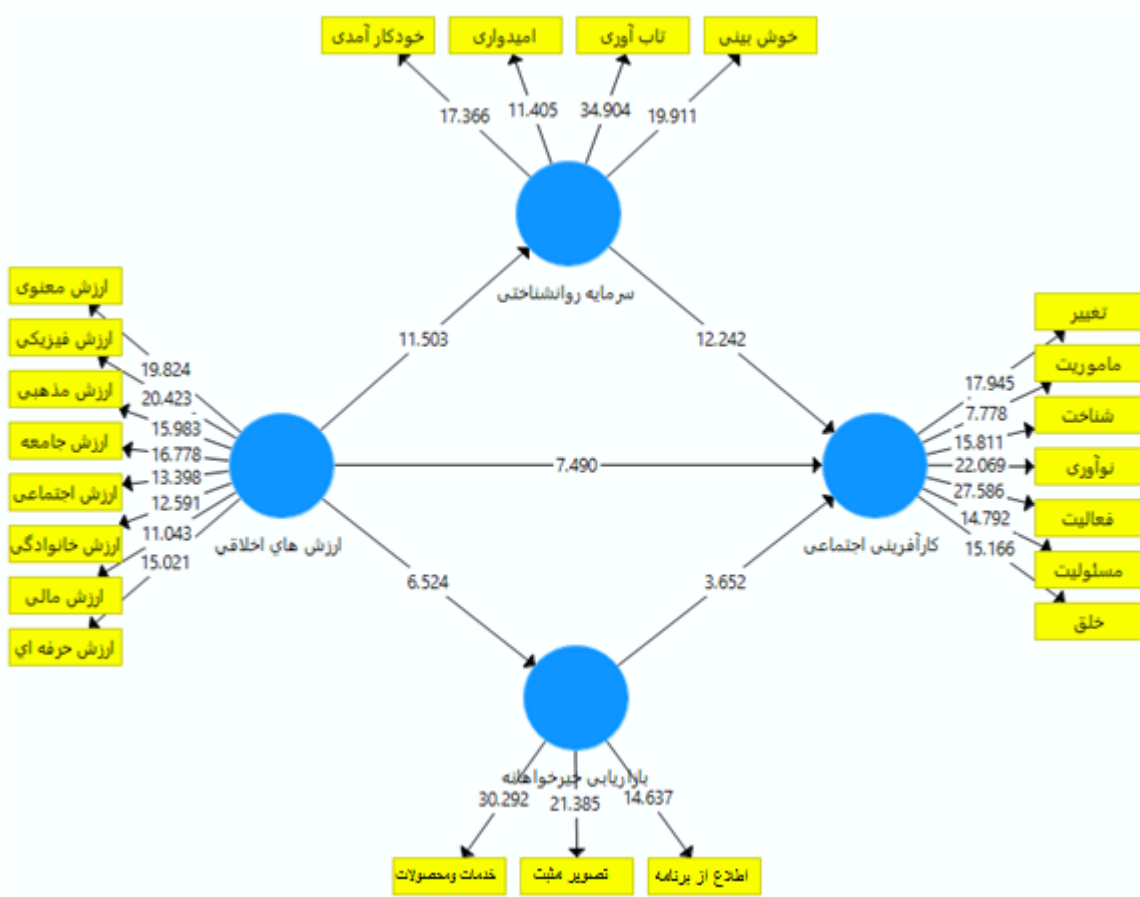 خودکار آمدی
امیدواری
تاب آوری
خوش بینی
17.366
11.405
34.904
19.911
سرمایه روانشناختی
11.503
12.242
ارزش معنوی
ارزش فیزیکی
ارزش مذهبی
ارزش جامعه
ارزش اجتماعی
ارزش خانوادگی
ارزش مالی
ارزش حرفه اي
19.824
20.423
15.983
16.778
13.398
12.591
11.043
15.021
ارزش هاي اخلاقی
7.490
کارآفرینی اجتماعی
17.945
7.778
15.811
22.069
27.586
14.792
15.166
تغییر
ماموریت
شناخت
نوآوری
فعالیت
مسئولیت
خلق
6.524
3.652
بازاریابی خیرخواهانه
30.292
21.385
14.637
خدمات ومحصولات
تصویر مثبت
اطلاع از برنامه